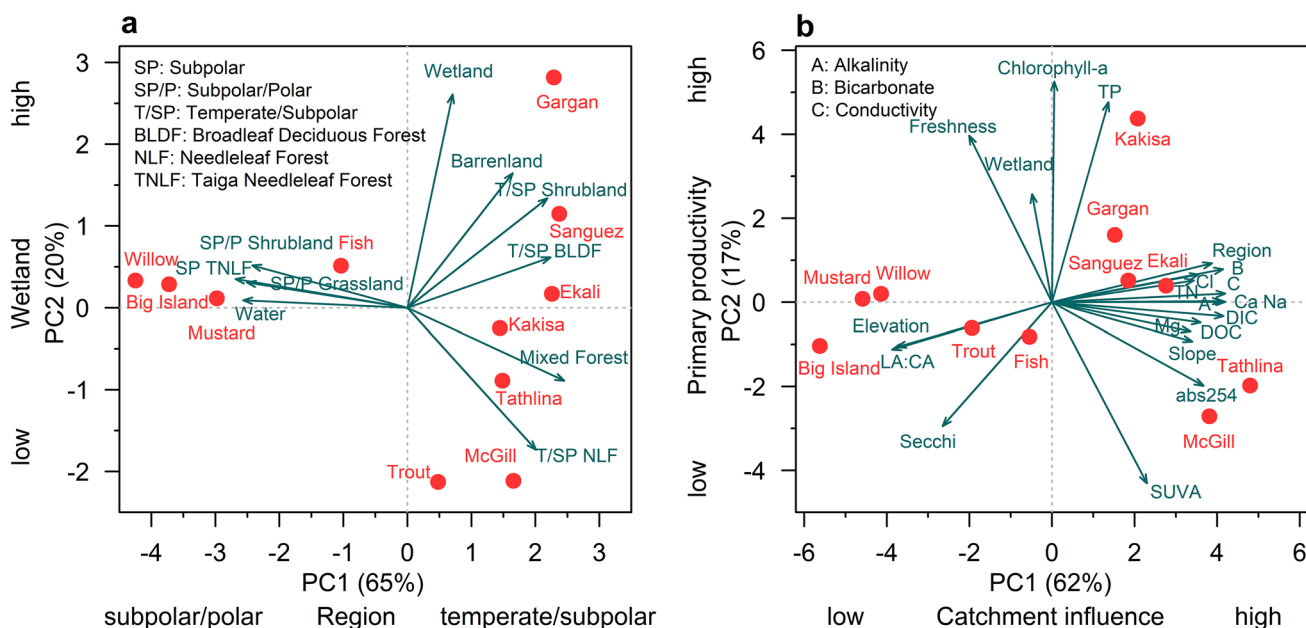 a
SP: Subpolar
SP/P: Subpolar/Polar
T/SP: Temperate/Subpolar
BLDF: Broadleaf Deciduous Forest
NLF: Needleleaf Forest
TNLF: Taiga Needleleaf Forest
Wetland
Gargan
Barrenland
T/SP Shrubland
Sanguez
SP/P Shrubland
Fish
T/SP BLDF
Willow
SP TNLF
SP/P Grassland
Ekali
Big Island
Water
Kakisa
Mustard
Mixed Forest
Tathlina
McGill
T/SP NLF
Trout
high
Wetland
low
PC2 (20%)
3
2
1
0
-1
-2
-4 -3 -2 -1 0 1 2 3
PC1 (65%)
subpolar/polar Region temperate/subpolar
b
A: Alkalinity
B: Bicarbonate
C: Conductivity
Chlorophyll-a
TP
Freshness
Kakisa
Wetland
Gargan
Region
Sanguez Ekali
B
Mustard Willow
CI
C
TN
A
Ca Na
Elevation
DIC
Mg
DOC
Big Island
LA:CA
Trout
Fish
Slope
Tathlina
abs254
McGill
Secchi
SUVA
high
Primary productivity
low
PC2 (17%)
6
4
2
0
-2
-4
-6 -4 -2 0 2 4 6
PC1 (62%)
low Catchment influence high